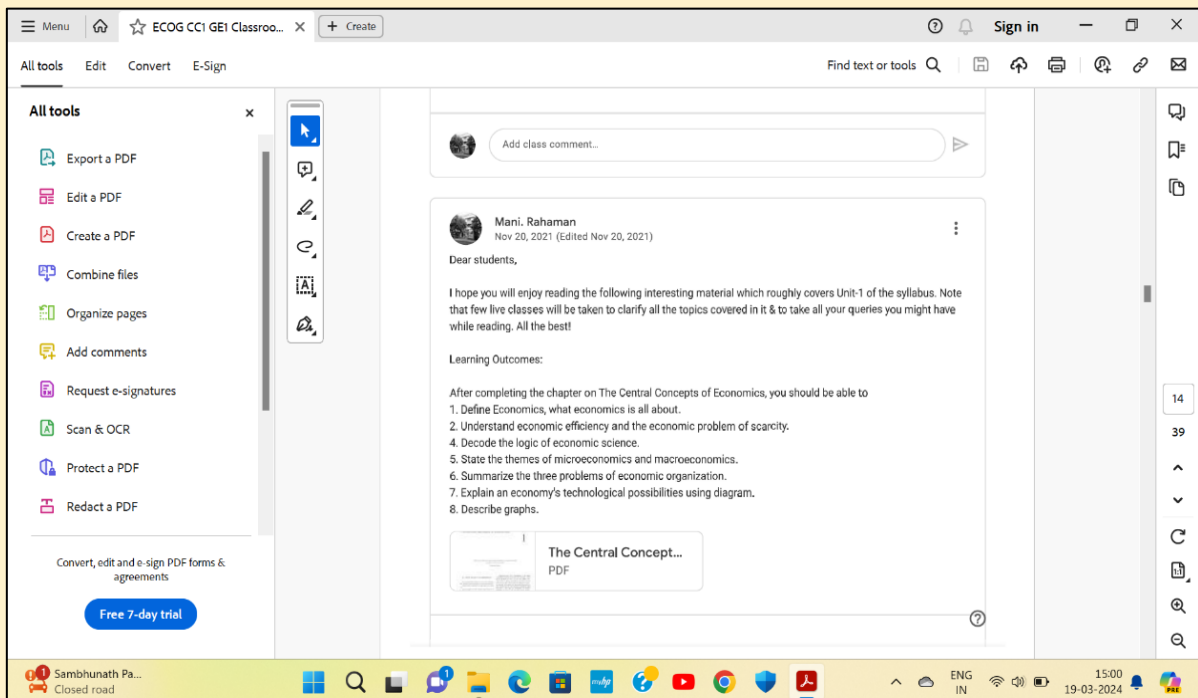 Menu
ECOG CC1 GE1 Classroo...
Create
Sign in
All tools
Edit
Convert
E-Sign
Find text or tools
All tools
Export a PDF
Edit a PDF
Create a PDF
Combine files
Organize pages
Add comments
Request e-signatures
Scan & OCR
Protect a PDF
Redact a PDF
Convert, edit and e-sign PDF forms &
agreements
Free 7-day trial
Add class comment...
Mani. Rahaman
Nov 20, 2021 (Edited Nov 20, 2021)
Dear students,
I hope you will enjoy reading the following interesting material which roughly covers Unit-1 of the syllabus. Note
that few live classes will be taken to clarify all the topics covered in it & to take all your queries you might have
while reading. All the best!
Learning Outcomes:
After completing the chapter on The Central Concepts of Economics, you should be able to
1. Define Economics, what economics is all about.
2. Understand economic efficiency and the economic problem of scarcity.
4. Decode the logic of economic science.
5. State the themes of microeconomics and macroeconomics.
6. Summarize the three problems of economic organization.
7. Explain an economy's technological possibilities using diagram.
8. Describe graphs.
The Central Concept...
PDF
14
39
1:1
1
Sambhunath Pa...
Closed road
1
myhp
ENG
IN
15:00
19-03-2024
PRE